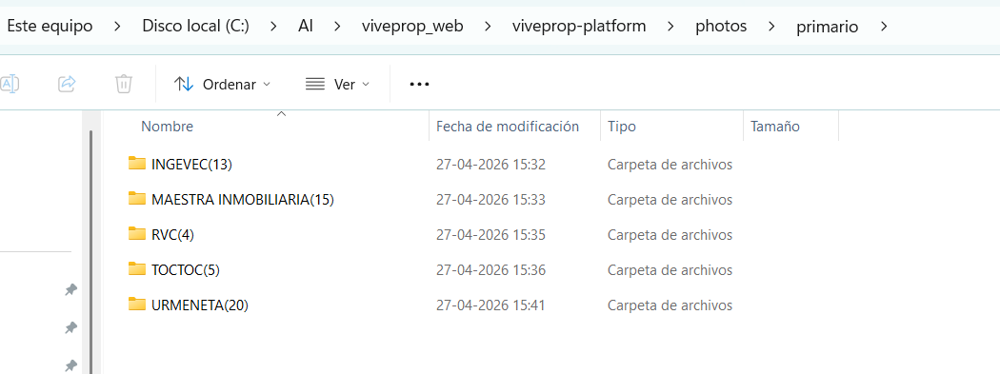 Este equipo > Disco local (C:) > AI > viveprop_web > viveprop-platform > photos > primario >
Ordenar Ver ...
Nombre Fecha de modificación Tipo Tamaño
INGEVEC(13) 27-04-2026 15:32 Carpeta de archivos
MAESTRA INMOBILIARIA(15) 27-04-2026 15:33 Carpeta de archivos
RVC(4) 27-04-2026 15:35 Carpeta de archivos
TOCTOC(5) 27-04-2026 15:36 Carpeta de archivos
URMENETA(20) 27-04-2026 15:41 Carpeta de archivos